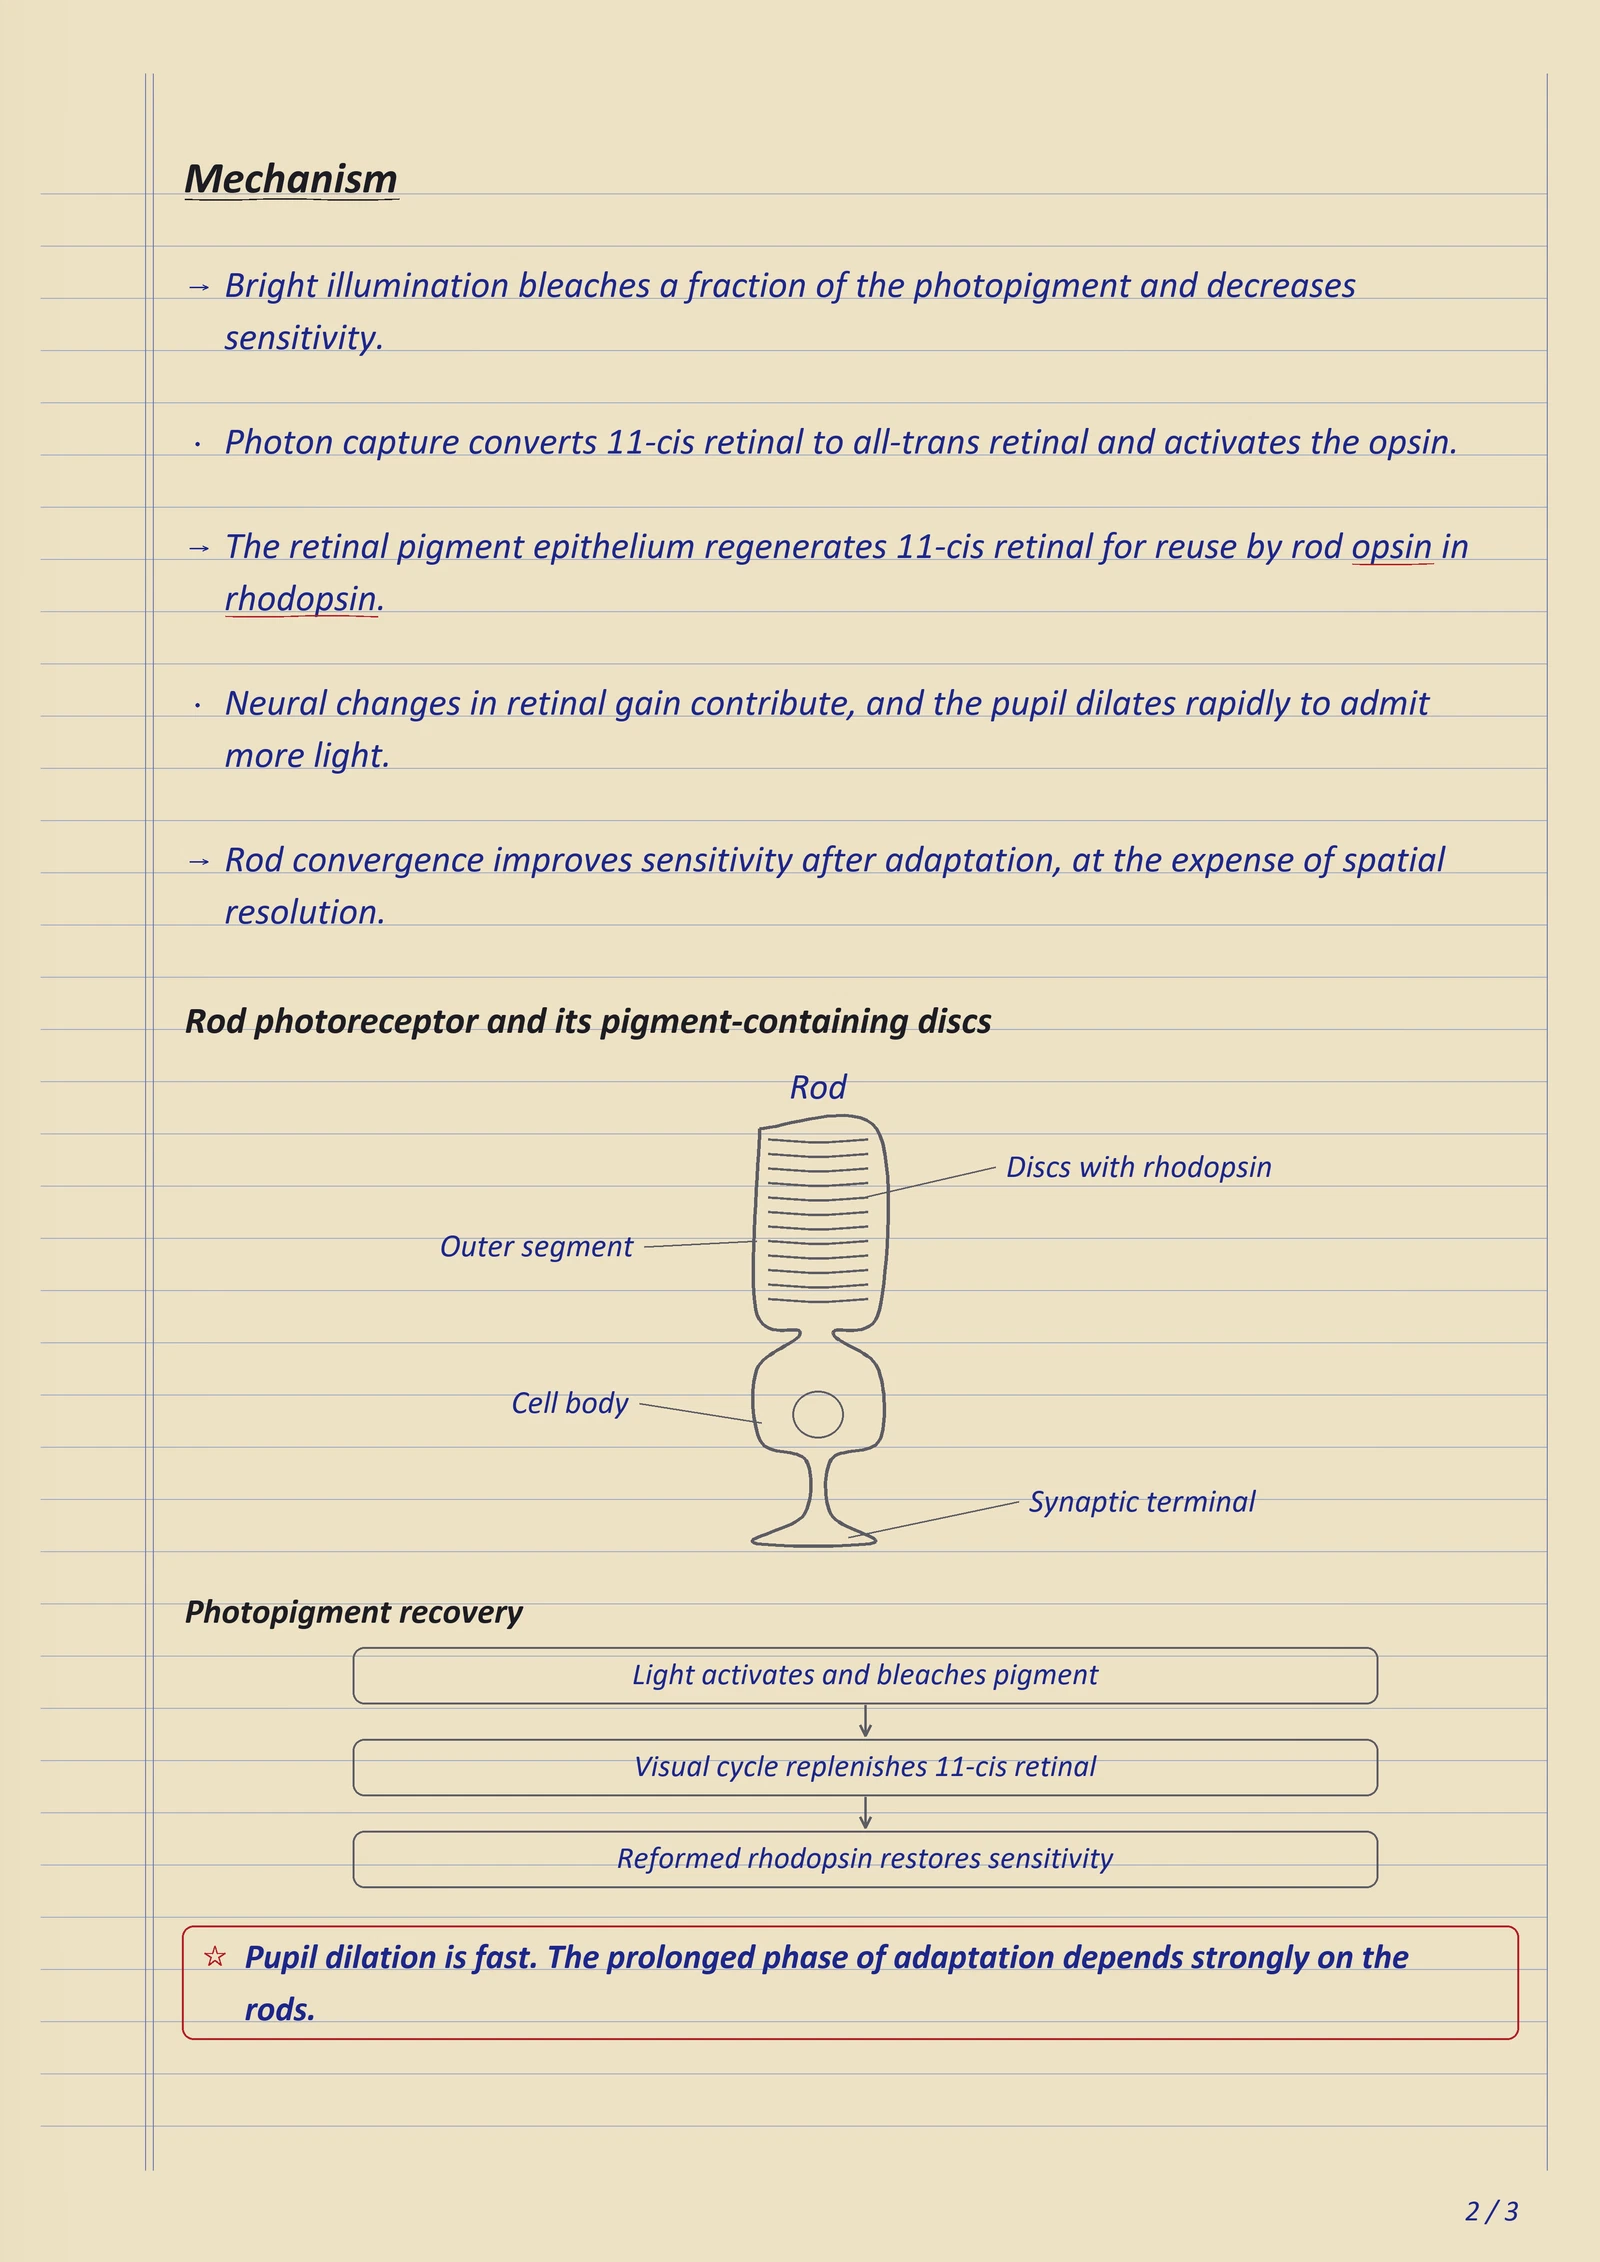 Mechanism
→ Bright illumination bleaches a fraction of the photopigment and decreases
sensitivity.
· Photon capture converts 11-cis retinal to all-trans retinal and activates the opsin.
→ The retinal pigment epithelium regenerates 11-cis retinal for reuse by rod opsin in
rhodopsin.
· Neural changes in retinal gain contribute, and the pupil dilates rapidly to admit
more light.
→ Rod convergence improves sensitivity after adaptation, at the expense of spatial
resolution.
Rod photoreceptor and its pigment-containing discs
Rod
Discs with rhodopsin
Outer segment
Cell body
Synaptic terminal
Photopigment recovery
Light activates and bleaches pigment
Visual cycle replenishes 11-cis retinal
Reformed rhodopsin restores sensitivity
☆ Pupil dilation is fast. The prolonged phase of adaptation depends strongly on the
rods.
2 / 3